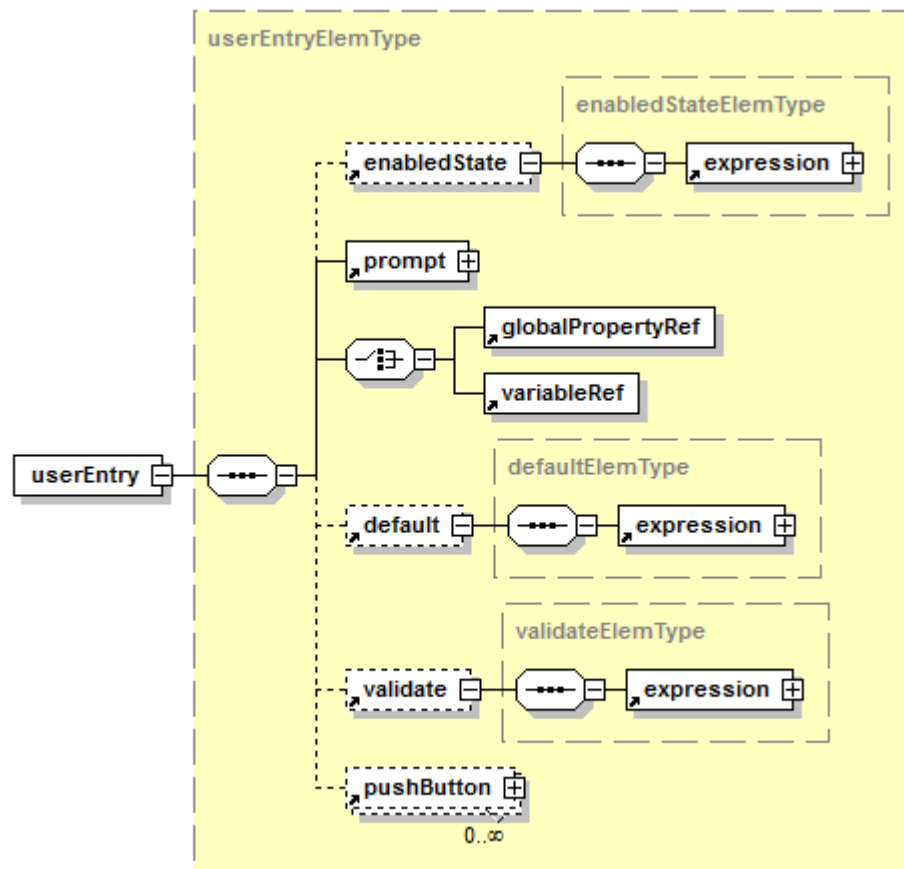 userEntryElemType
enabledStateElemType
enabledState
expression
prompt
globalPropertyRef
variableRef
userEntry
defaultElemType
default
expression
validateElemType
validate
expression
pushButton
0..∞